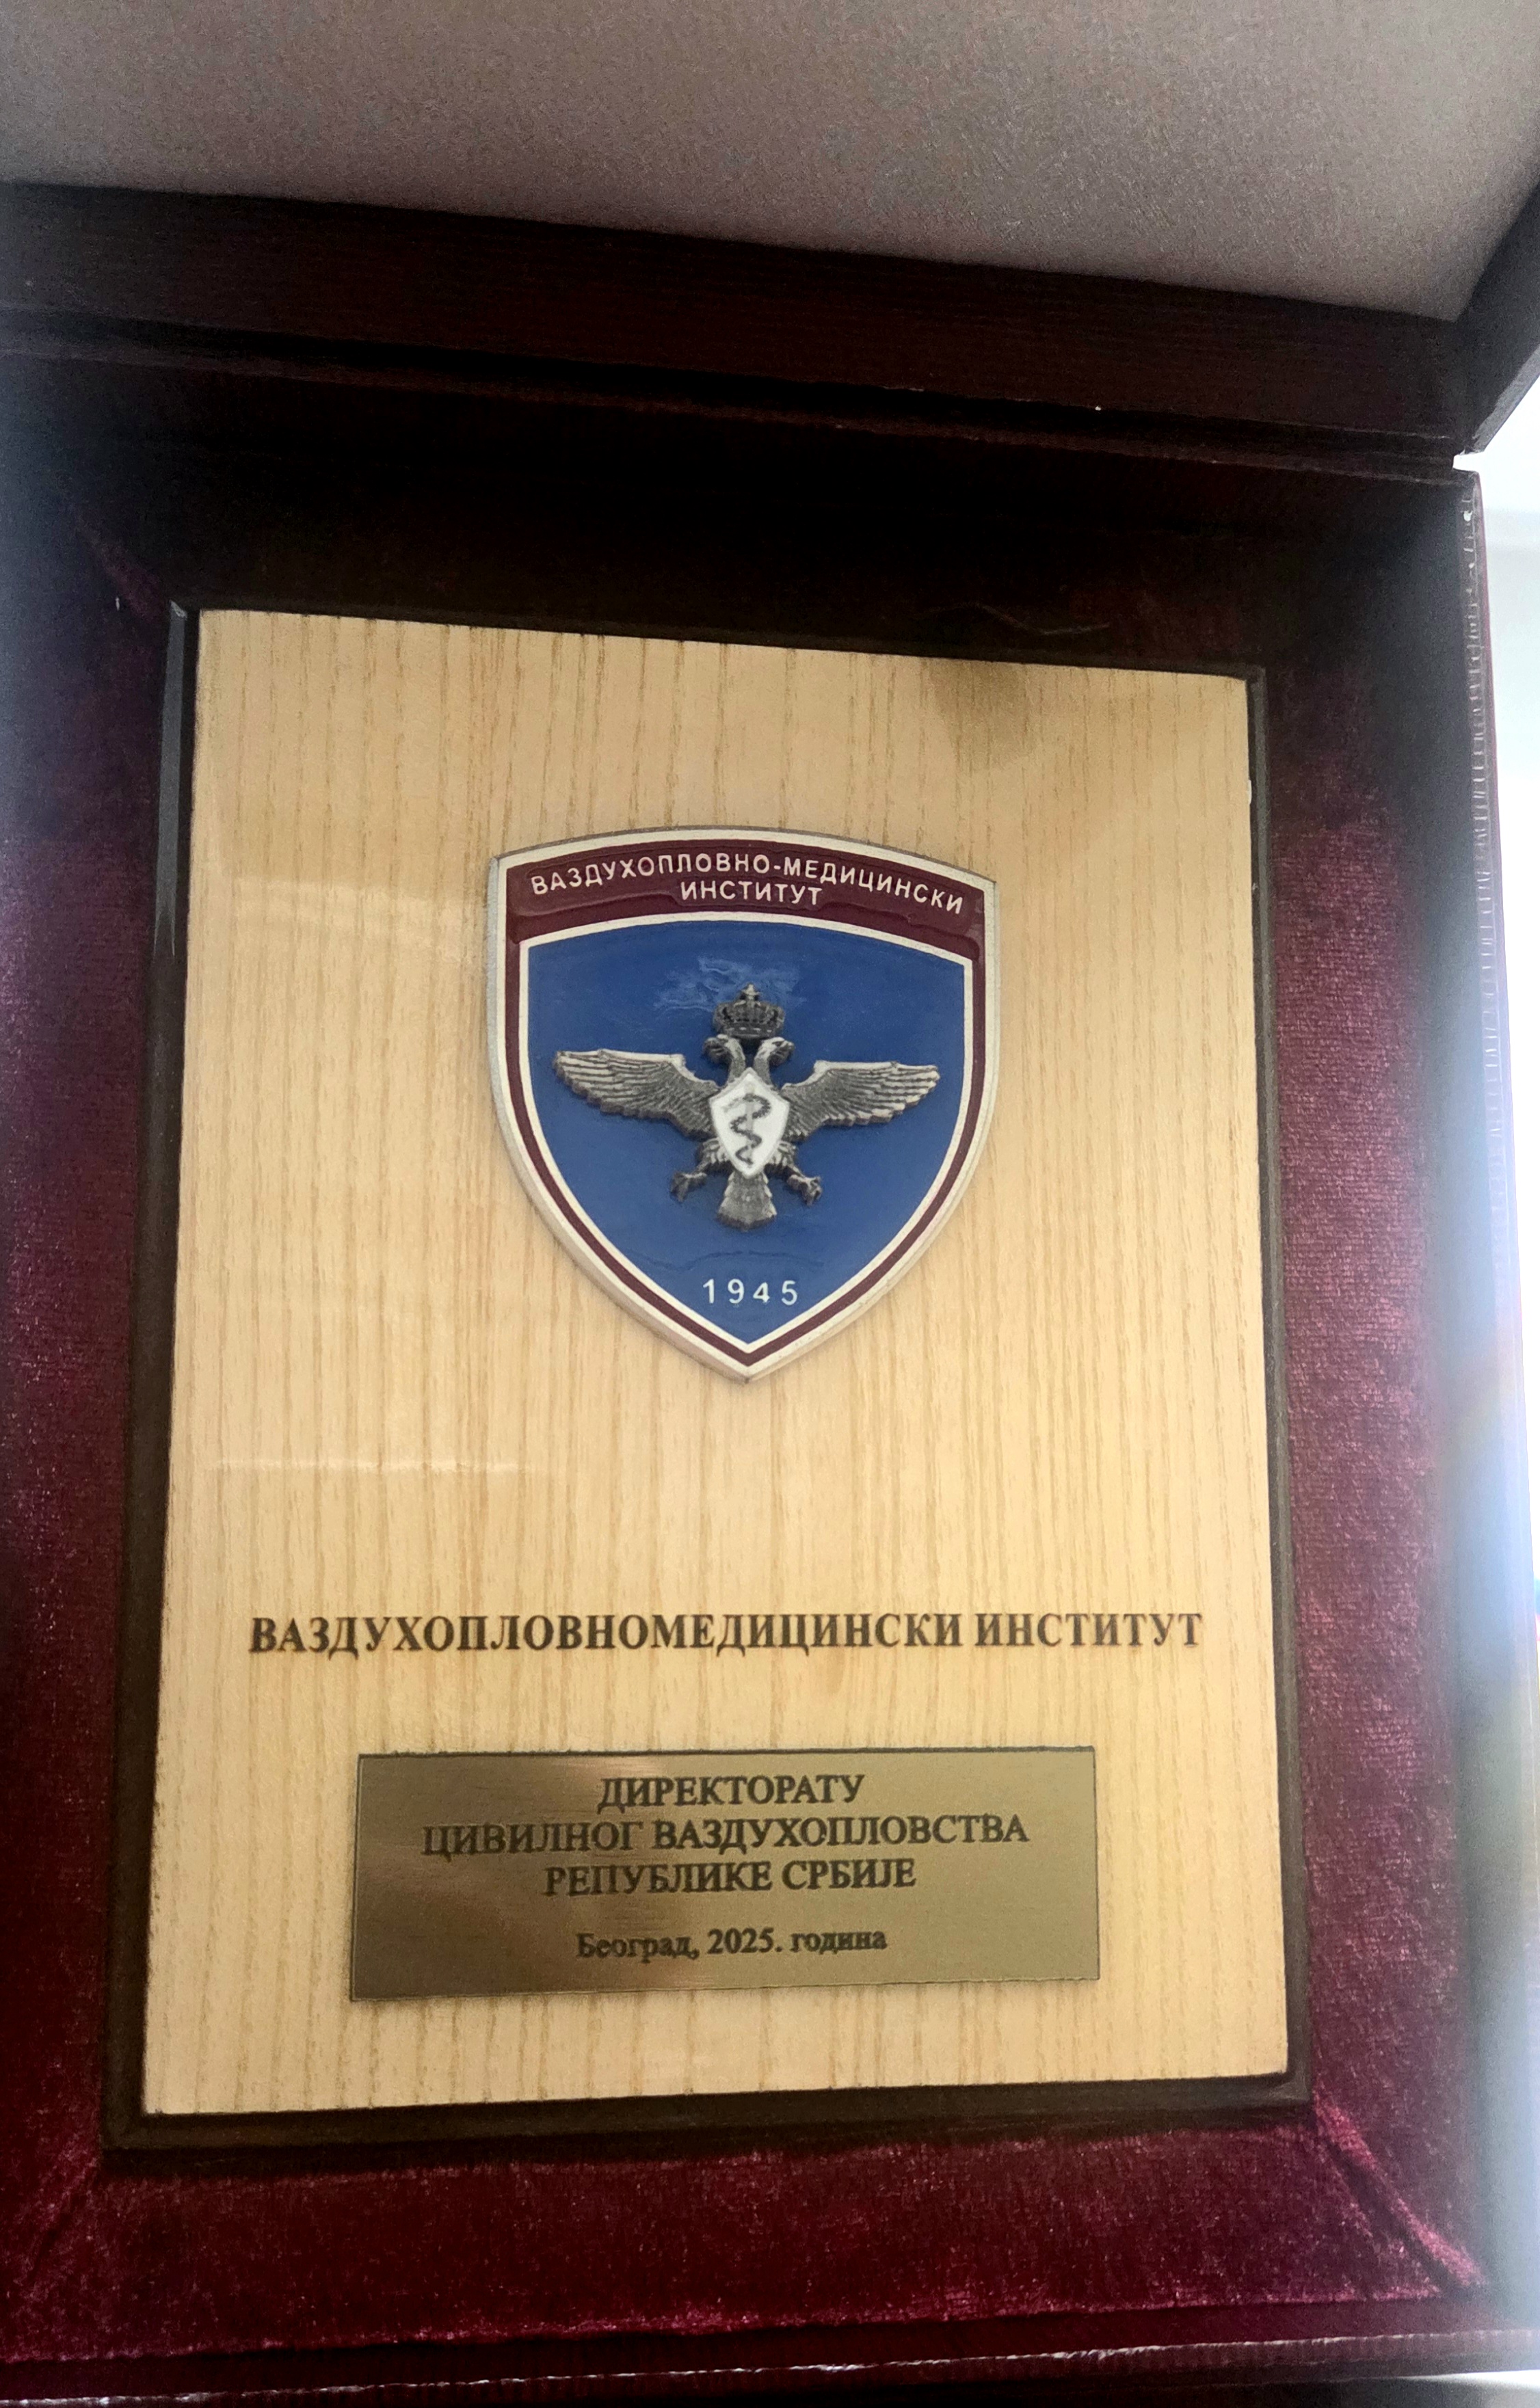 ВАЗДУХОПЛОВНО-МЕДИЦИНСКИ
ИНСТИТУТ
1945
ВАЗДУХОПЛОВНОМЕДИЦИНСКИ ИНСТИТУТ
ДИРЕКТОРАТУ
ЦИВИЛНОГ ВАЗДУХОПЛОВСТВА
РЕПУБЛИКЕ СРБИЈЕ
Београд, 2025. година